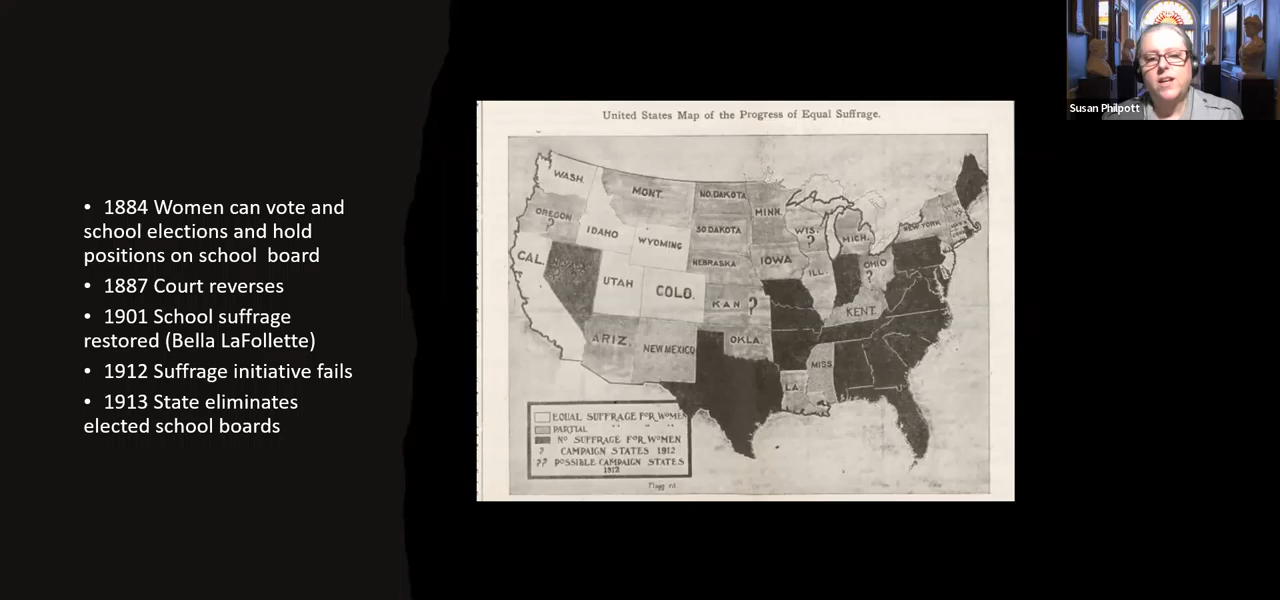 • 1884 Women can vote and
school elections and hold
positions on school board
• 1887 Court reverses
• 1901 School suffrage
restored (Bella LaFollette)
• 1912 Suffrage initiative fails
• 1913 State eliminates
elected school boards
United States Map of the Progress of Equal Suffrage.
WASH.
MONT.
NO.DAKOTA
MINN.
OREGON
?
IDAHO
WYOMING
SO DAKOTA
WIS.
?
MICH.
NEW YORK
CAL.
NEBRASKA
IOWA
ILL.
OHIO
?
UTAH
COLO.
KAN ?
KENT.
ARIZ.
NEW MEXICO
OKLA.
MISS.
LA.
EQUAL SUFFRAGE FOR WOMEN
PARTIAL " " "
NO SUFFRAGE FOR WOMEN
? CAMPAIGN STATES 1912
?? POSSIBLE CAMPAIGN STATES
1912
Susan Philpott